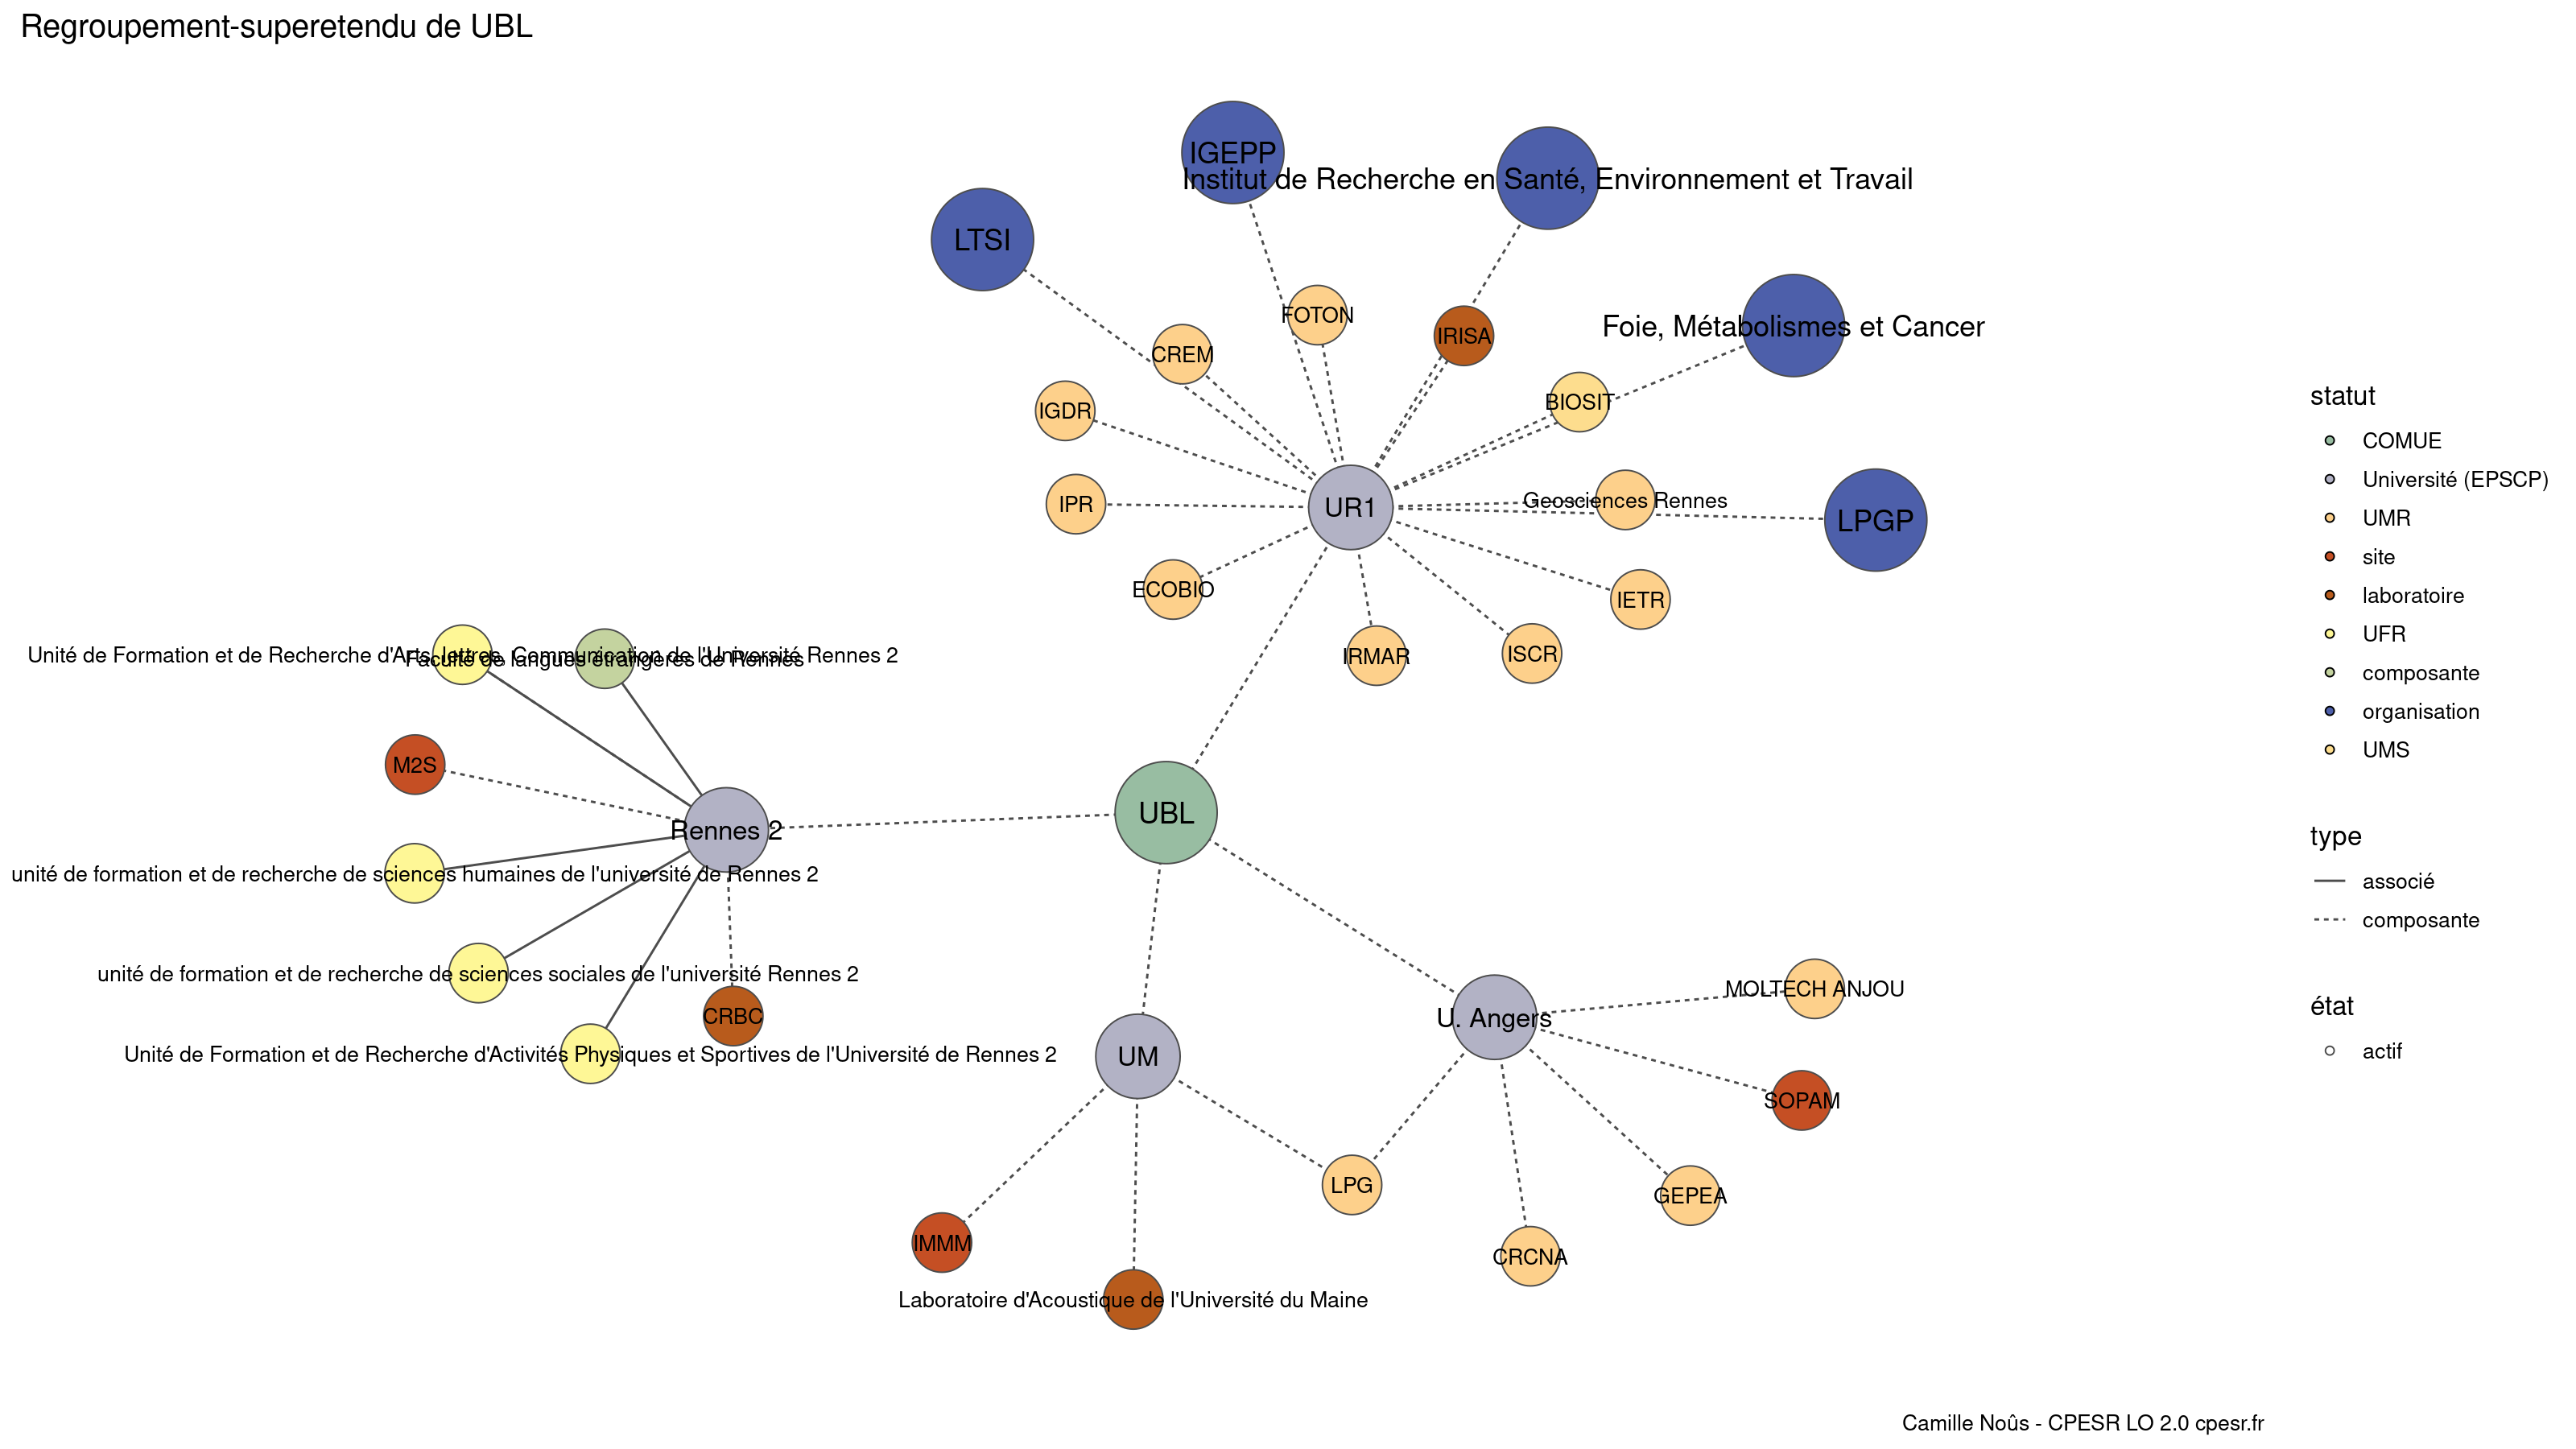 Regroupement-superetendu de UBL
IGEPP
Institut de Recherche en Santé, Environnement et Travail
LTSI
FOTON
Foie, Métabolismes et Cancer
IRISA
CREM
BIOSIT
IGDR
Geosciences Rennes
IPR
UR1
LPGP
ECOBIO
IETR
IRMAR
ISCR
Unité de Formation et de Recherche d'Arts, lettres, Communication de l'Université Rennes 2
Faculté de langues étrangères de Rennes
M2S
UBL
Rennes 2
unité de formation et de recherche de sciences humaines de l'université de Rennes 2
unité de formation et de recherche de sciences sociales de l'université Rennes 2
MOLTECH ANJOU
CRBC
U. Angers
Unité de Formation et de Recherche d'Activités Physiques et Sportives de l'Université de Rennes 2
UM
SOPAM
LPG
GEPEA
IMMM
CRCNA
Laboratoire d'Acoustique de l'Université du Maine
statut
COMUE
Université (EPSCP)
UMR
site
laboratoire
UFR
composante
organisation
UMS
type
associé
composante
état
actif
Camille Noûs - CPESR LO 2.0 cpesr.fr